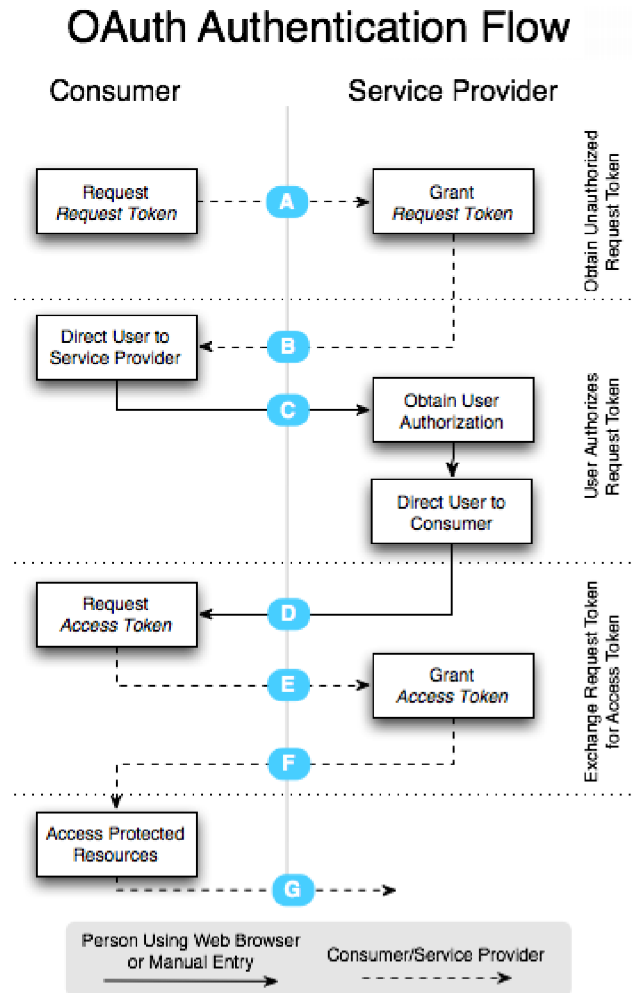 OAuth Authentication Flow
Consumer
Service Provider
Request
Request Token
A
Grant
Request Token
Obtain Unauthorized
Request Token
Direct User to
Service Provider
B
C
Obtain User
Authorization
Direct User to
Consumer
User Authorizes
Request Token
Request
Access Token
D
E
Grant
Access Token
F
Exchange Request Token
for Access Token
Access Protected
Resources
G
Person Using Web Browser
or Manual Entry
Consumer/Service Provider